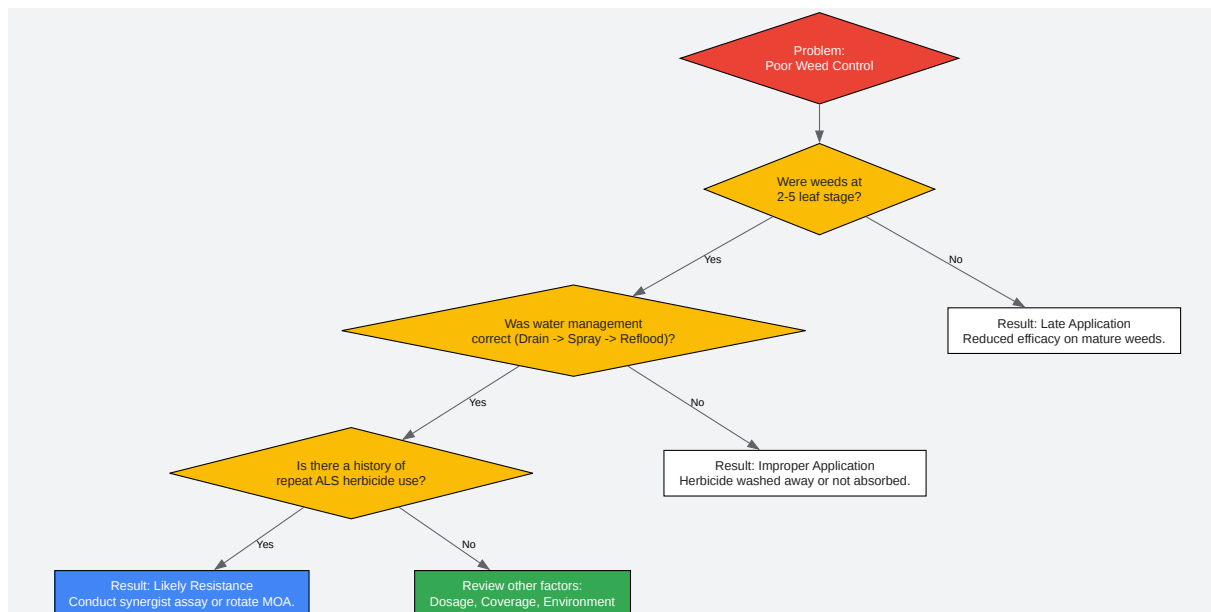 Problem:
Poor Weed Control
Were weeds at
2-5 leaf stage?
Yes
No
Was water management
correct (Drain -> Spray -> Reflood)?
Result: Late Application
Reduced efficacy on mature weeds.
Yes
No
Is there a history of
repeat ALS herbicide use?
Result: Improper Application
Herbicide washed away or not absorbed.
Yes
No
Result: Likely Resistance
Conduct synergist assay or rotate MOA.
Review other factors:
Dosage, Coverage, Environment